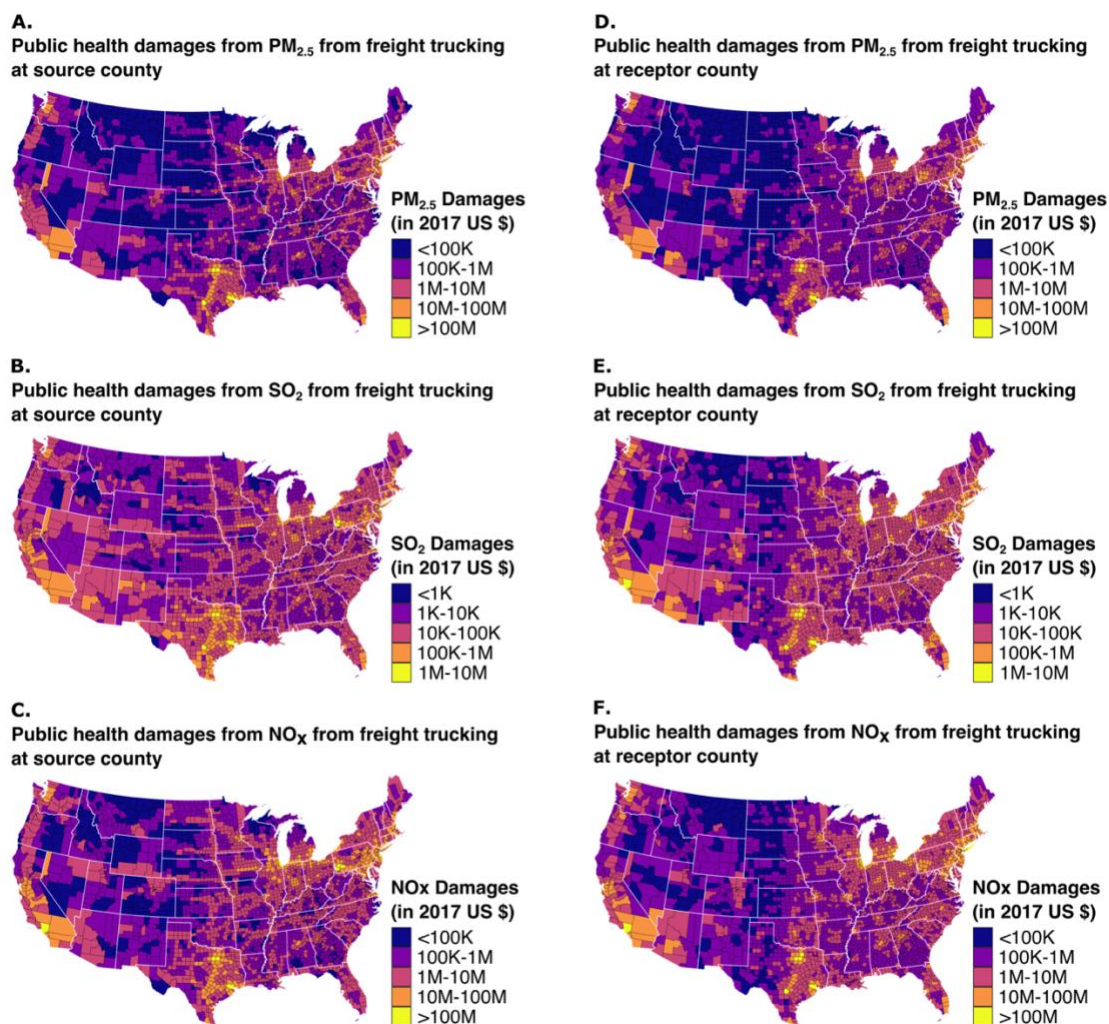 A.
Public health damages from PM2.5 from freight trucking
at source county
PM2.5 Damages
(in 2017 US $)
<100K
100K-1M
1M-10M
10M-100M
>100M
B.
Public health damages from SO2 from freight trucking
at source county
SO2 Damages
(in 2017 US $)
<1K
1K-10K
10K-100K
100K-1M
1M-10M
C.
Public health damages from NOX from freight trucking
at source county
NOx Damages
(in 2017 US $)
<100K
100K-1M
1M-10M
10M-100M
>100M
D.
Public health damages from PM2.5 from freight trucking
at receptor county
PM2.5 Damages
(in 2017 US $)
<100K
100K-1M
1M-10M
10M-100M
>100M
E.
Public health damages from SO2 from freight trucking
at receptor county
SO2 Damages
(in 2017 US $)
<1K
1K-10K
10K-100K
100K-1M
1M-10M
F.
Public health damages from NOX from freight trucking
at receptor county
NOx Damages
(in 2017 US $)
<100K
100K-1M
1M-10M
10M-100M
>100M